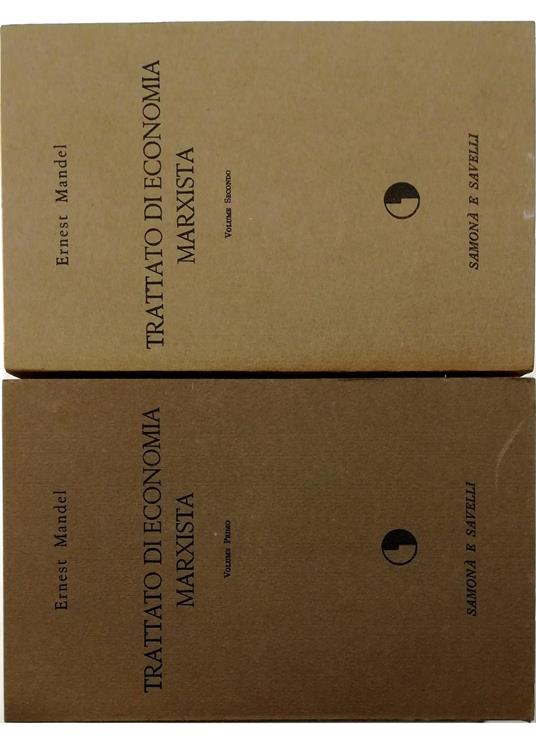 Ernest Mandel
TRATTATO DI ECONOMIA
MARXISTA
VOLUME PRIMO
SAMONÀ E SAVELLI
Ernest Mandel
TRATTATO DI ECONOMIA
MARXISTA
VOLUME SECONDO
SAMONÀ E SAVELLI